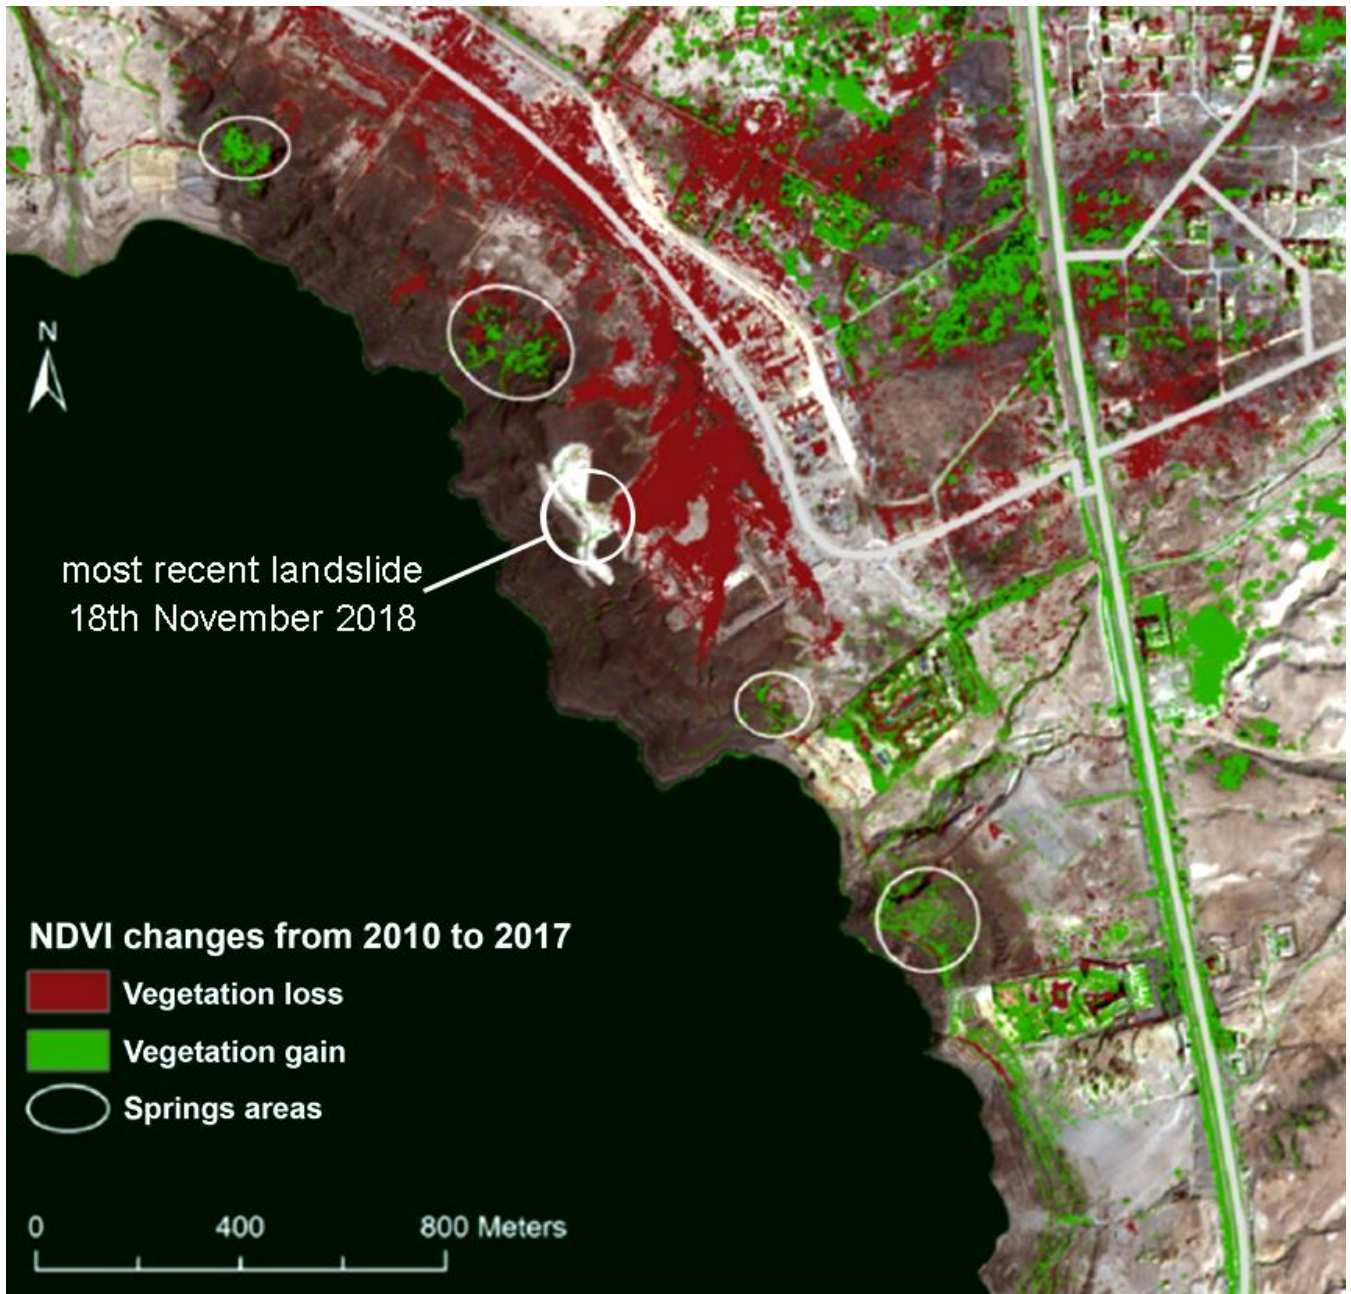 N
most recent landslide
18th November 2018
NDVI changes from 2010 to 2017
Vegetation loss
Vegetation gain
Springs areas
0 400 800 Meters